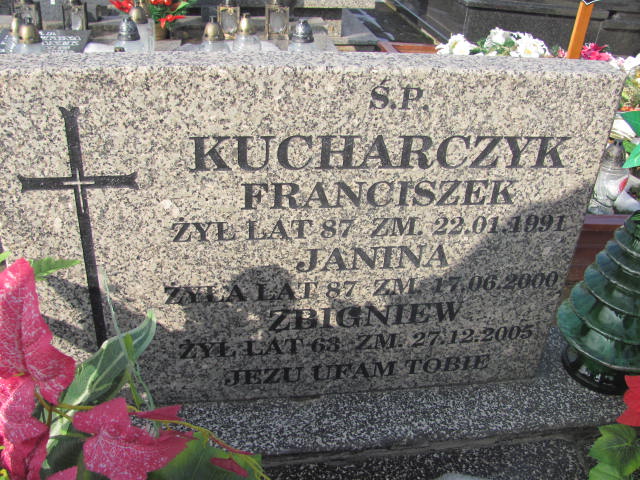 Ś.P.
KUCHARCZYK
FRANCISZEK
ŻYŁ LAT 87 ZM. 22.01.1991
JANINA
ŻYŁA LAT 87 ZM. 17.06.2000
ZBIGNIEW
ŻYŁ LAT 63 ZM. 27.12.2005
JEZU UFAM TOBIE